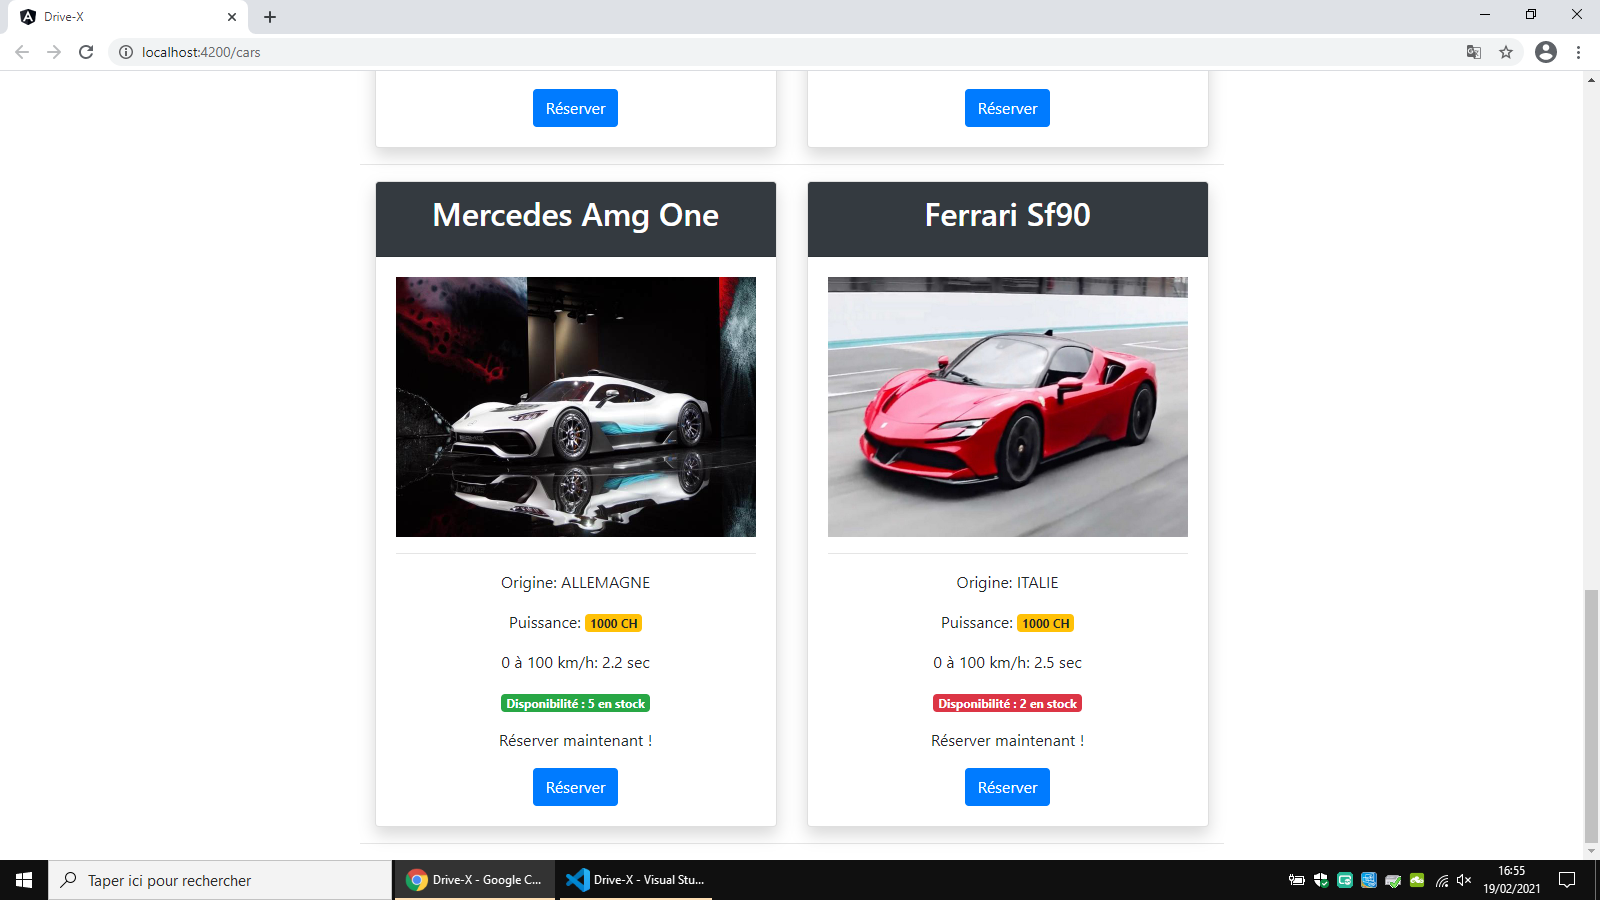 Drive-X
localhost:4200/cars
Réserver
Réserver
Mercedes Amg One
Ferrari Sf90
Origine: ALLEMAGNE
Puissance: 1000 CH
0 à 100 km/h: 2.2 sec
Disponibilité : 5 en stock
Réserver maintenant !
Réserver
Origine: ITALIE
Puissance: 1000 CH
0 à 100 km/h: 2.5 sec
Disponibilité : 2 en stock
Réserver maintenant !
Réserver
Taper ici pour rechercher
Drive-X - Google C...
Drive-X - Visual Stu...
16:55
19/02/2021